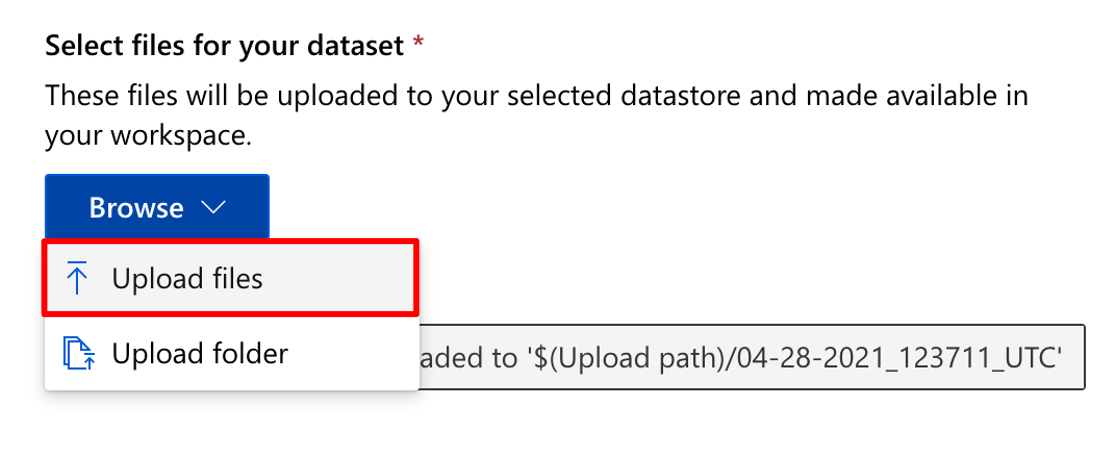 Select files for your dataset *
These files will be uploaded to your selected datastore and made available in
your workspace.
Browse
Upload files
Upload folder
aded to '$(Upload path)/04-28-2021_123711_UTC'